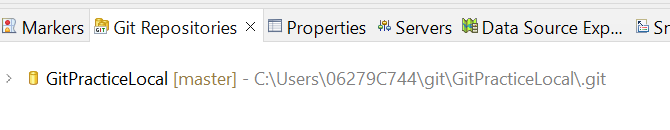 Markers Git Repositories Properties Servers Data Source Exp...
GitPracticeLocal [master] - C:\Users\06279C744\git\GitPracticeLocal\.git